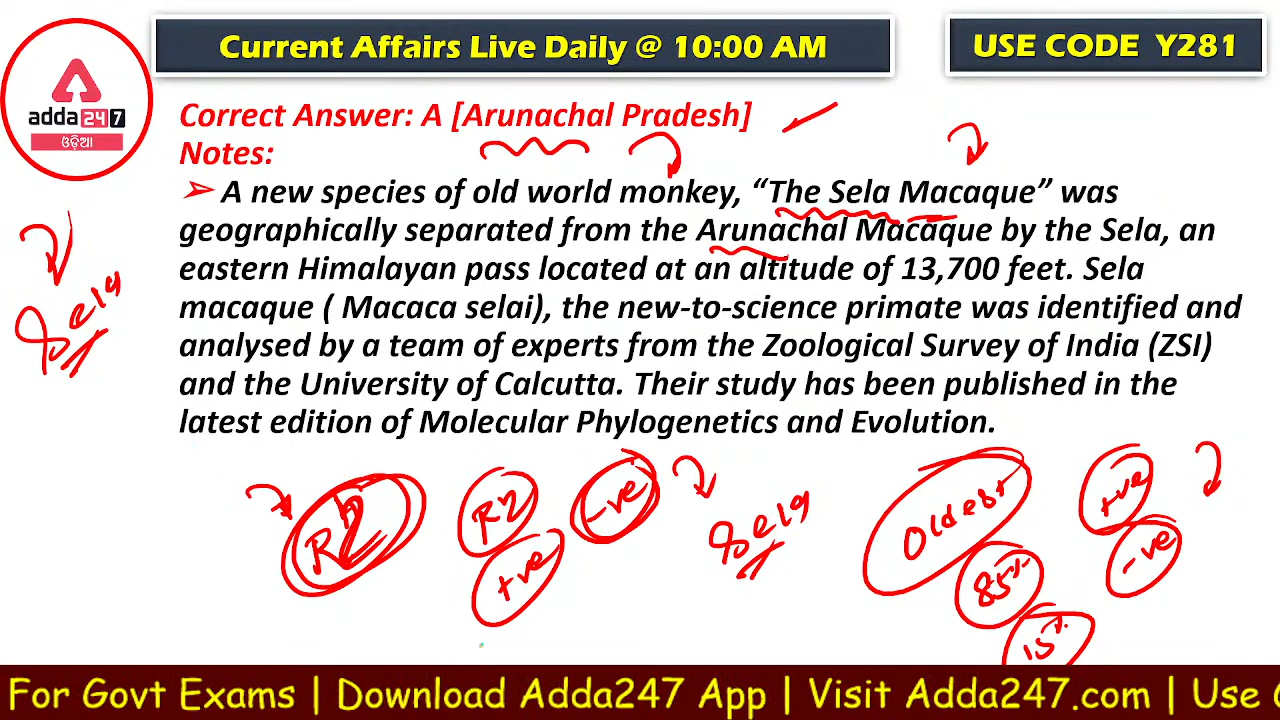 Current Affairs Live Daily @ 10:00 AM
USE CODE Y281
adda247
ଓଡ଼ିଆ
Correct Answer: A [Arunachal Pradesh]
Notes:
➢ A new species of old world monkey, “The Sela Macaque” was
geographically separated from the Arunachal Macaque by the Sela, an
eastern Himalayan pass located at an altitude of 13,700 feet. Sela
macaque ( Macaca selai), the new-to-science primate was identified and
analysed by a team of experts from the Zoological Survey of India (ZSI)
and the University of Calcutta. Their study has been published in the
latest edition of Molecular Phylogenetics and Evolution.
Sela
Rh
R2
+ve
-ve
Sela
Oldest
85%
15%
+ve
-ve
For Govt Exams | Download Adda247 App | Visit Adda247.com | Use